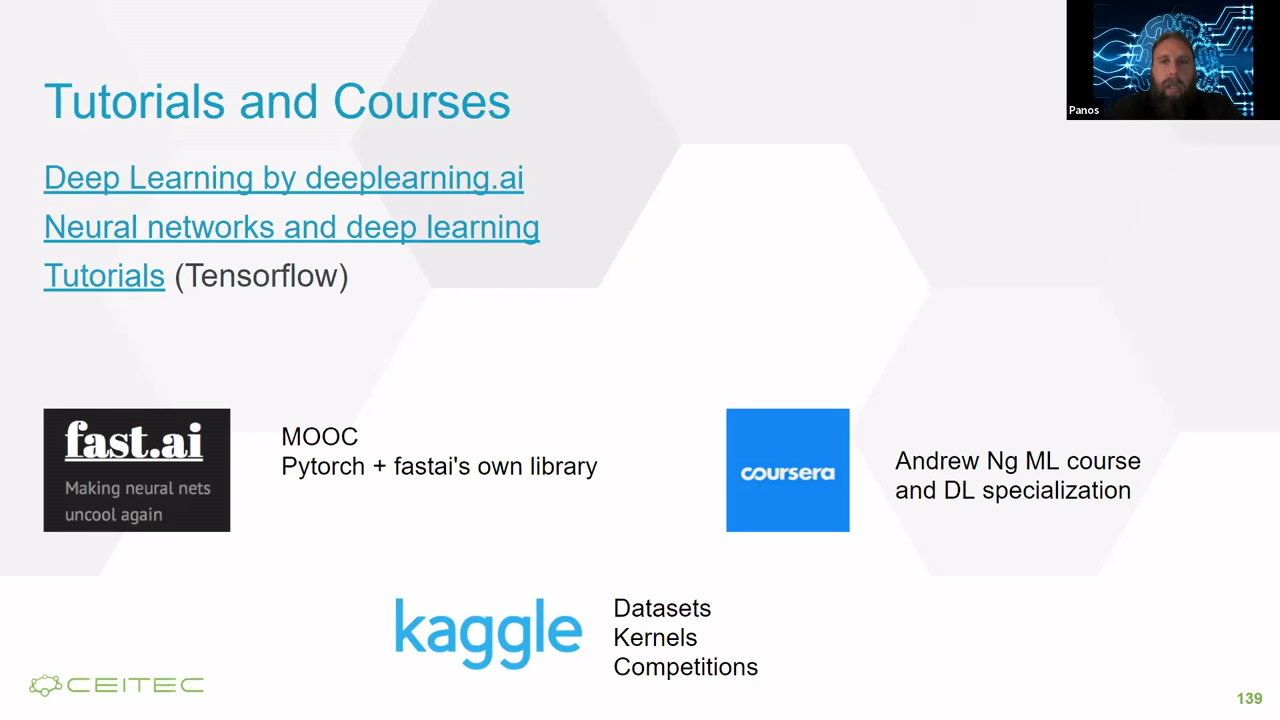 Tutorials and Courses
Panos
Deep Learning by deeplearning.ai
Neural networks and deep learning
Tutorials (Tensorflow)
fast.ai
Making neural nets
uncool again
MOOC
Pytorch + fastai's own library
coursera
Andrew Ng ML course
and DL specialization
kaggle
Datasets
Kernels
Competitions
CEITEC
139